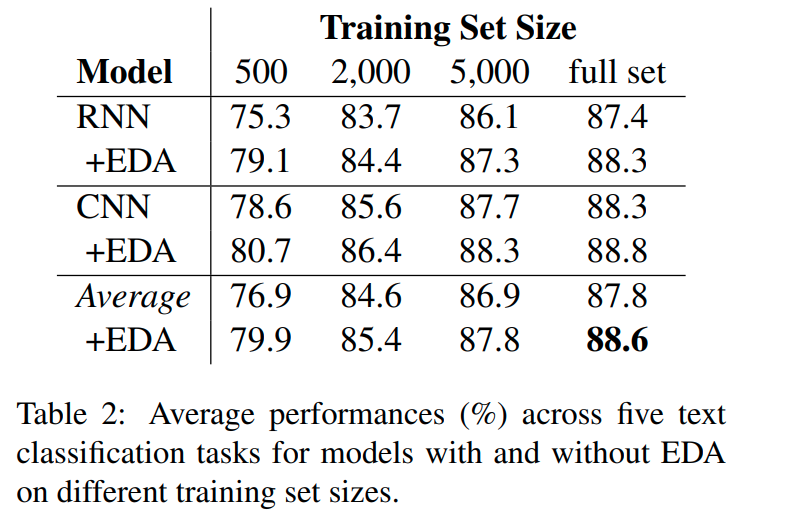 Training Set Size
Model 500 2,000 5,000 full set
RNN 75.3 83.7 86.1 87.4
+EDA 79.1 84.4 87.3 88.3
CNN 78.6 85.6 87.7 88.3
+EDA 80.7 86.4 88.3 88.8
Average 76.9 84.6 86.9 87.8
+EDA 79.9 85.4 87.8 88.6
Table 2: Average performances (%) across five text
classification tasks for models with and without EDA
on different training set sizes.